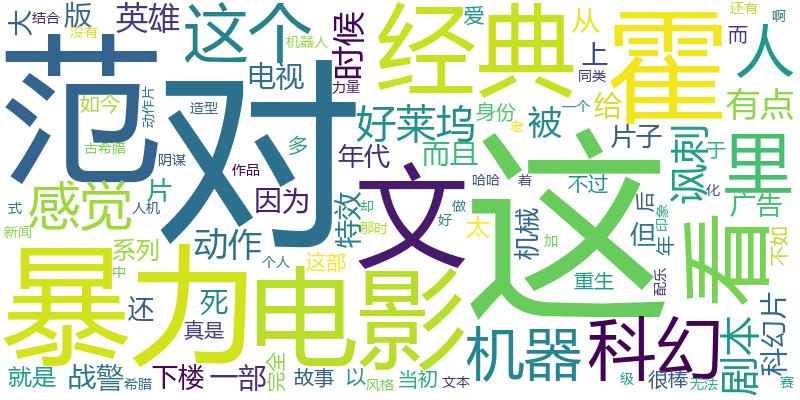 大 版 英雄 这个 时候 经典 霍 爱 从 还有 啊
结合 没有 机器人 电视 力量 上 同类 而 人
范 对 如今 动作片 造型 好莱坞 身份 给 一个 有点
古希腊 阴谋 多 年代 而且 被 老 片子 讽刺 于 里
感觉 片 作品 因为 特效 文 这 哈哈 着 不过 化 看 广告
式 人机 动作 却 那时 好 做 太 机械 但 后 年 印象
新闻 系列 中 个人 这部 加 重生 配乐 不如
暴力 还 死 真是 电影 机器 科幻 剧本 科幻片
就是 战警 希腊 下楼 一部 完全 故事 以 风格 当初 文本 级 很棒 无法 赛